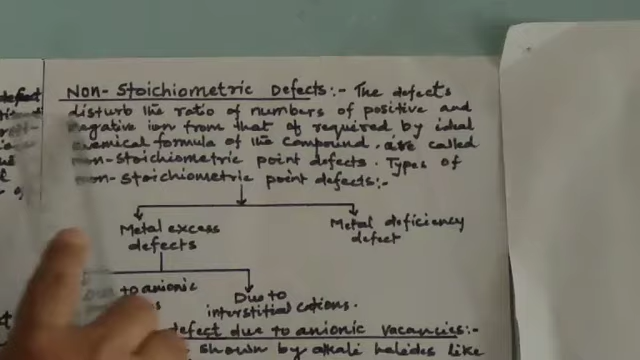 Non-Stoichiometric Defects:- The defects
disturb the ratio of numbers of positive and
negative ion from that of required by ideal
chemical formula of the compound. are called
non-stoichiometric point defects. Types of
non-stoichiometric point defects:-
Metal excess
defects
Metal deficiency
defect
to anionic
Due to
interstitial cations.
defect due to anionic vacancies:-
shown by alkali halides like